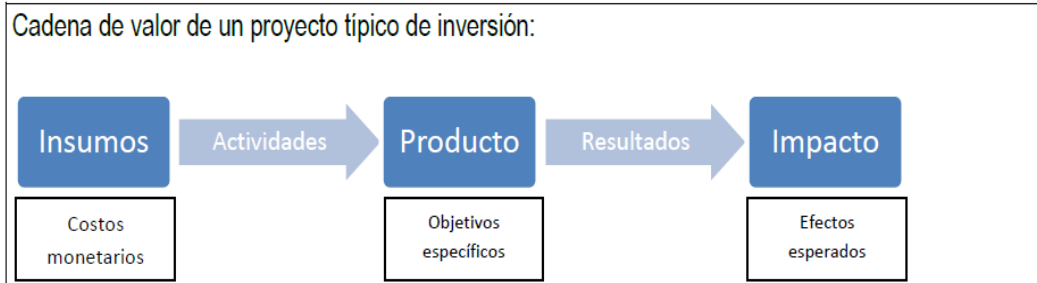 Cadena de valor de un proyecto típico de inversión:
Insumos
Actividades
Producto
Resultados
Impacto
Costos
monetarios
Objetivos
específicos
Efectos
esperados